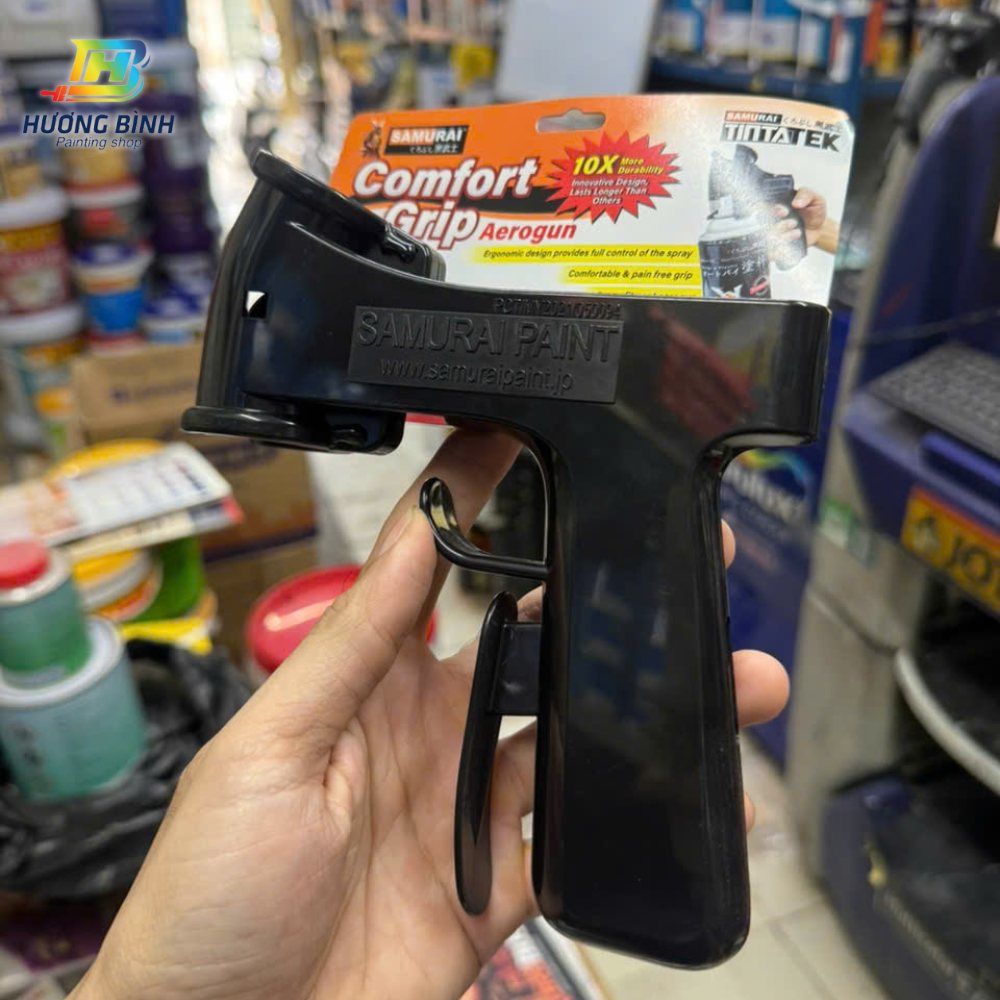 HB
HƯƠNG BÌNH
Painting shop
SAMURAI
Comfort
Grip Aerogun
10X More
Durability
Innovative Design,
Lasts Longer Than
Others
Ergonomic design provides full control of the spray
Comfortable & pain free grip
SAMURAI
TINTATEK
SAMURAI PAINT
www.samuraipaint.jp